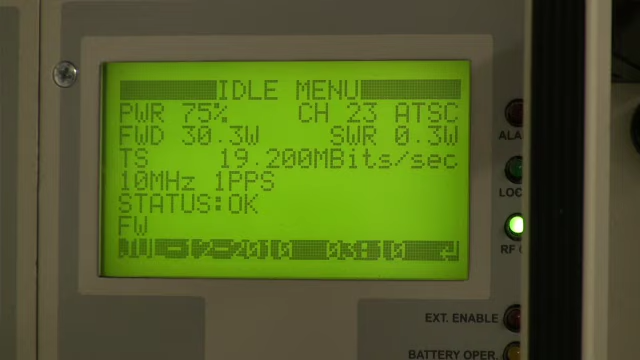 IDLE MENU
PWR 75% CH 23 ATSC
FWD 30.3W SWR 0.3W
TS 19.200MBits/sec
10MHz 1PPS
STATUS:OK
FW
ALA
LOC
RF
EXT. ENABLE
BATTERY OPER.